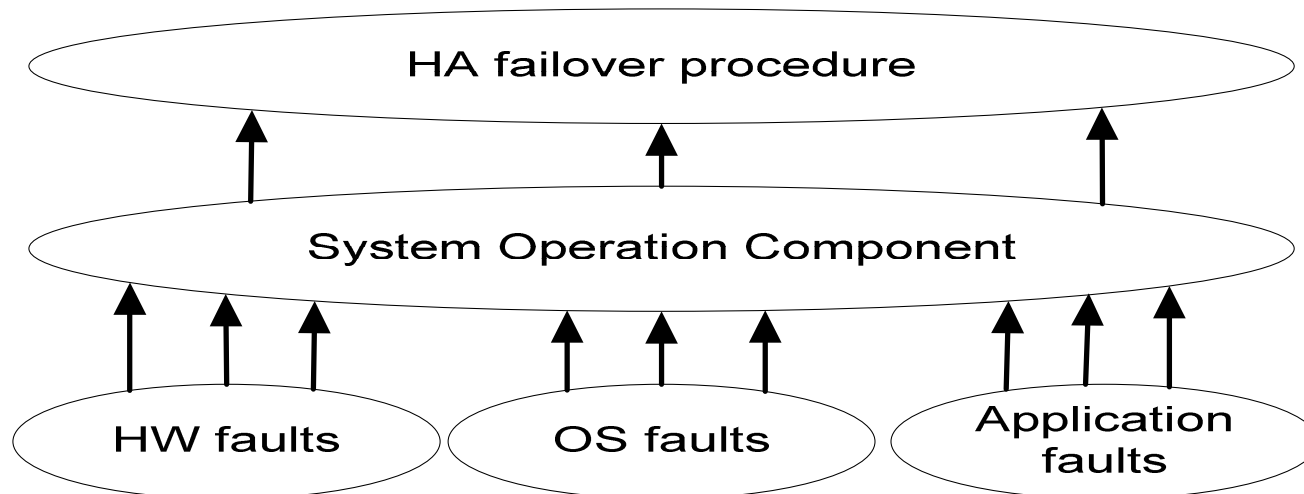 HA failover procedure
System Operation Component
HW faults
OS faults
Application
faults